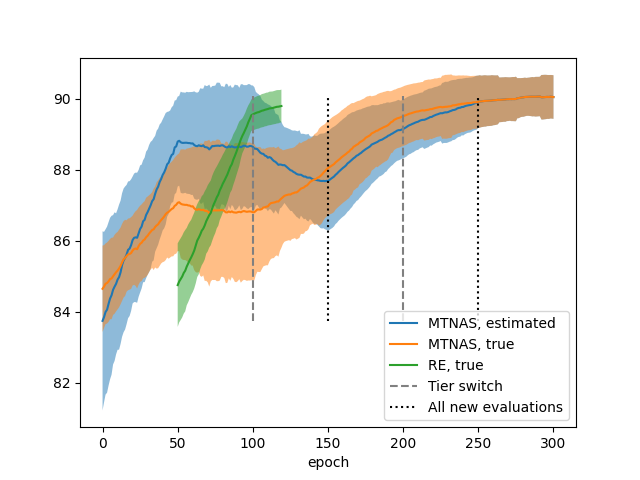 90
88
86
84
82
MTNAS, estimated
MTNAS, true
RE, true
Tier switch
All new evaluations
0 50 100 150 200 250 300
epoch